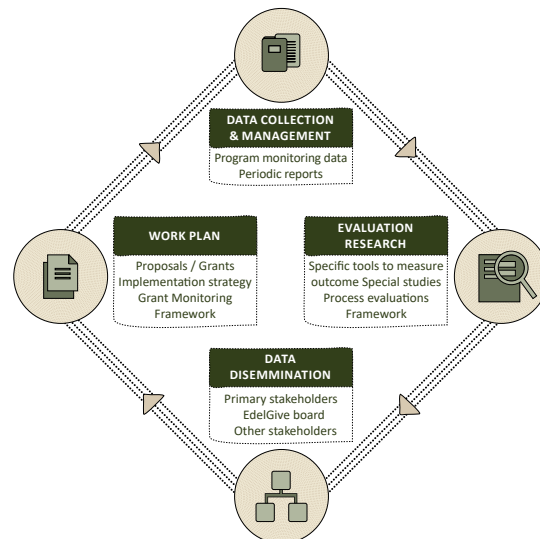 DATA COLLECTION
& MANAGEMENT
Program monitoring data
Periodic reports
WORK PLAN
Proposals / Grants
Implementation strategy
Grant Monitoring
Framework
EVALUATION
RESEARCH
Specific tools to measure
outcome Special studies
Process evaluations
Framework
DATA
DISEMMINATION
Primary stakeholders
EdelGive board
Other stakeholders